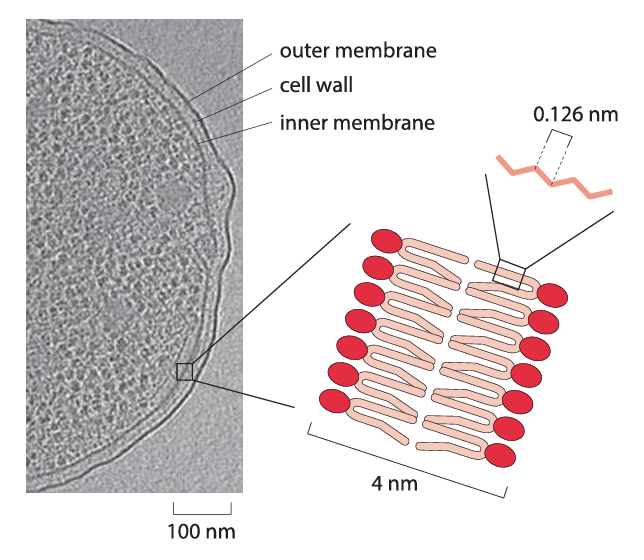 outer membrane
cell wall
inner membrane
0.126 nm
4 nm
100 nm